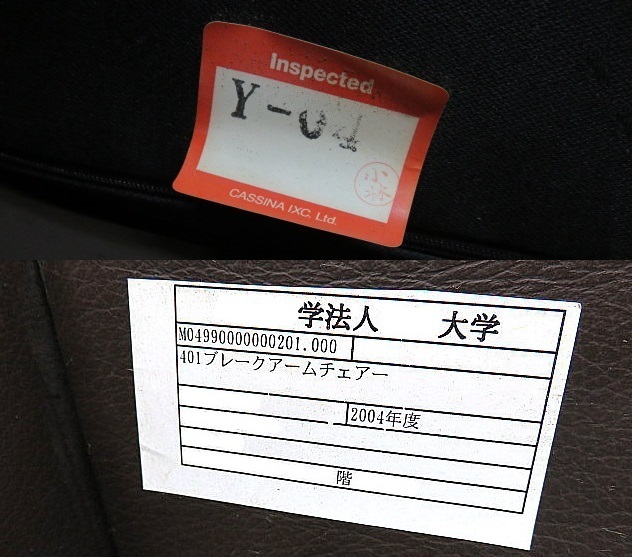 Inspected
Y-04
CASSINA IXC. Ltd.
学法人 大学
M04990000000201.000
401ブレークアームチェアー
2004年度
階